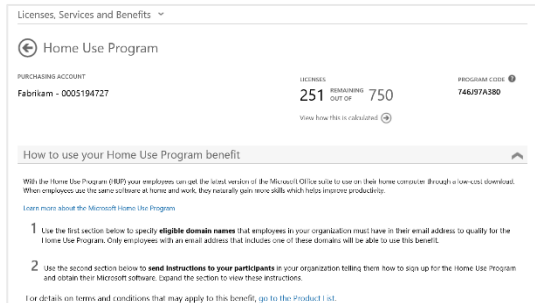 Licenses, Services and Benefits
Home Use Program
PURCHASING ACCOUNT
Fabrikam - 0005194727
LICENSES
251 REMAINING OUT OF 750
View how this is calculated
PROGRAM CODE
746J97A380
How to use your Home Use Program benefit
With the Home Use Program (HUP) your employees can get the latest version of the Microsoft Office suite to use on their home computer through a low-cost download.
When employees use the same software at home and work, they naturally gain more skills which helps improve productivity.
Learn more about the Microsoft Home Use Program
1 Use the first section below to specify eligible domain names that employees in your organization must have in their email address to qualify for the
Home Use Program. Only employees with an email address that includes one of these domains will be able to use this benefit.
2 Use the second section below to send instructions to your participants in your organization telling them how to sign up for the Home Use Program
and obtain their Microsoft software. Expand the section to view these instructions.
For details on terms and conditions that may apply to this benefit, go to the Product List.